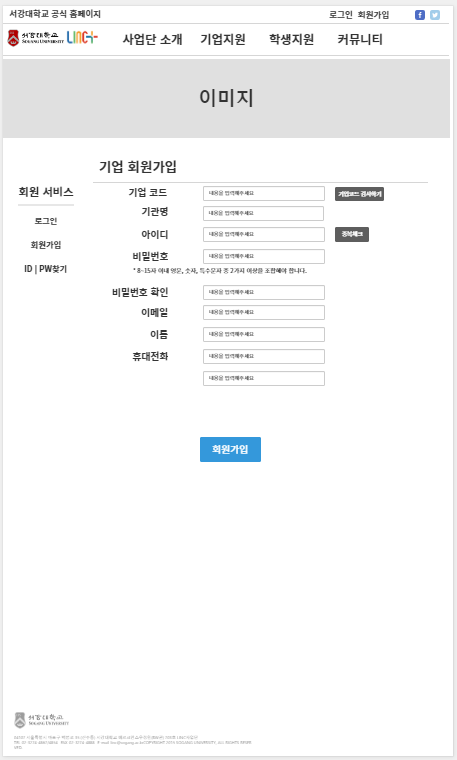 서강대학교 공식 홈페이지
로그인 회원가입
서강대학교
SOGANG UNIVERSITY
LINC+
사업단 소개 기업지원 학생지원 커뮤니티
이미지
회원 서비스
로그인
회원가입
ID | PW찾기
기업 회원가입
기업 코드 내용을 입력해주세요 기업코드 검사하기
기관명 내용을 입력해주세요
아이디 내용을 입력해주세요 중복체크
비밀번호 내용을 입력해주세요
* 8~15자 이내 영문, 숫자, 특수문자 중 2가지 이상을 조합해야 합니다.
비밀번호 확인 내용을 입력해주세요
이메일 내용을 입력해주세요
이름 내용을 입력해주세요
휴대전화 내용을 입력해주세요
내용을 입력해주세요
회원가입
서강대학교
SOGANG UNIVERSITY